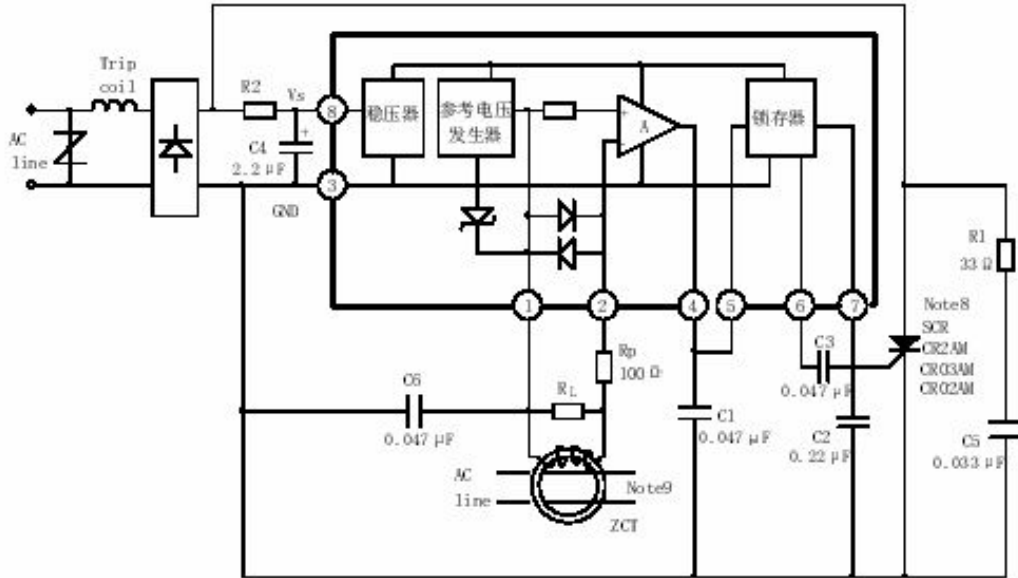 Trip
coil
R2
Vs
8
稳压器
参考电压
发生器
+
A
锁存器
AC
line
+
C4
2.2μF
3
GND
R1
33Ω
1
2
4
5
6
7
Note8
SCR
CR2AM
CR03AM
CR02AM
Rp
100Ω
C3
0.047μF
C6
0.047μF
RL
C1
0.047μF
C2
0.22μF
C5
0.033μF
AC
line
Note9
ZCT